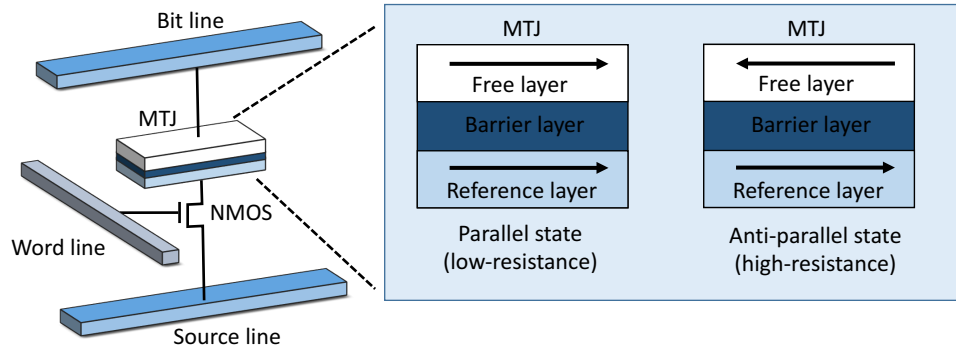 Bit line
MTJ
NMOS
Word line
Source line
MTJ
Free layer
Barrier layer
Reference layer
Parallel state
(low-resistance)
MTJ
Free layer
Barrier layer
Reference layer
Anti-parallel state
(high-resistance)